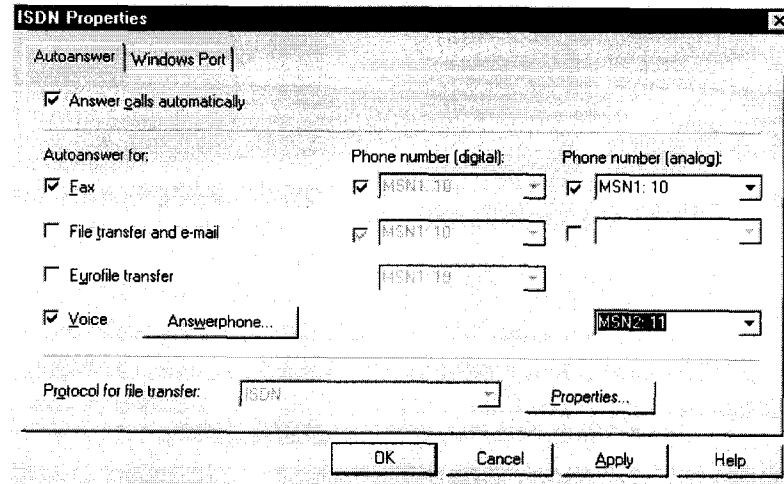 ISDN Properties
Autoanswer Windows Port
Answer calls automatically
Autoanswer for: Phone number (digital): Phone number (analog):
Fax MSN1: 10 MSN1: 10
File transfer and e-mail MSN1: 10
Eurofile transfer MSN1: 10
Voice Answerphone... MSN2: 11
Protocol for file transfer: ISDN Properties...
OK Cancel Apply Help